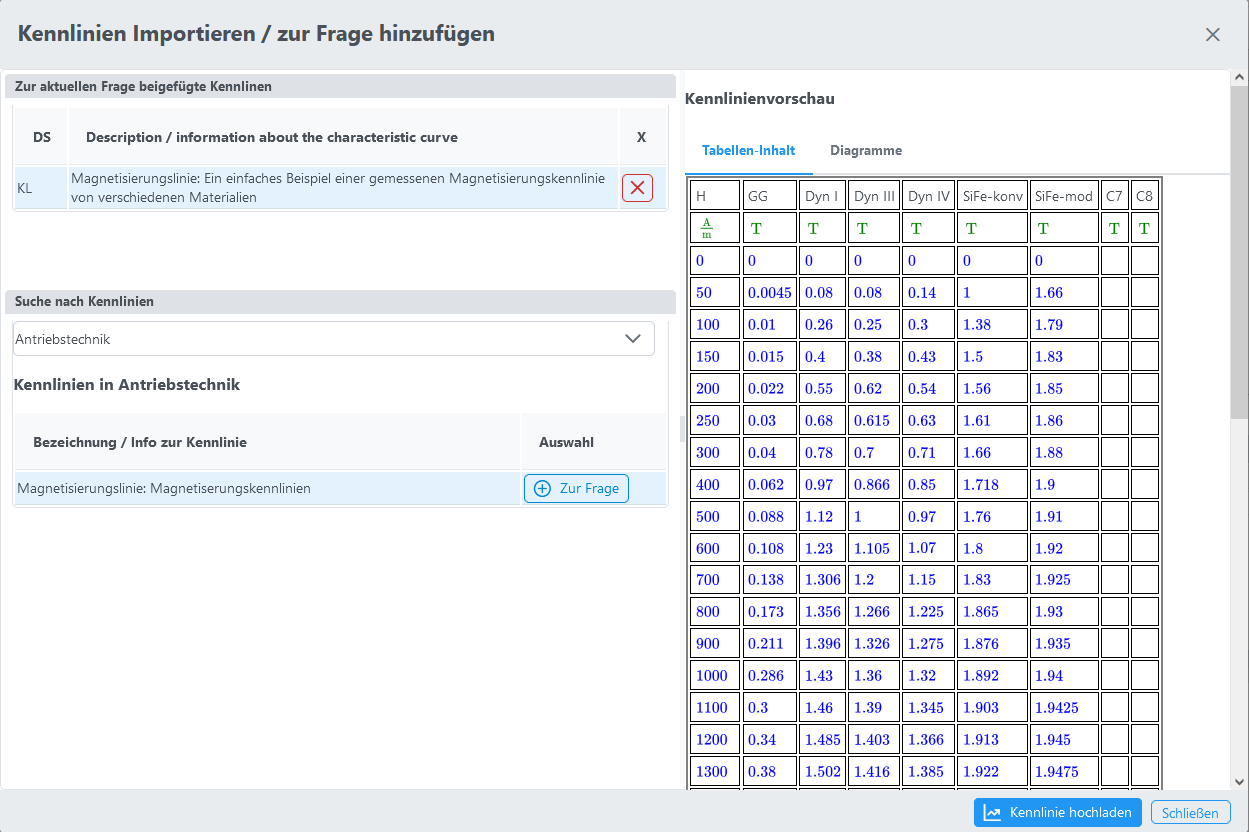 Kennlinien Importieren / zur Frage hinzufügen
Zur aktuellen Frage beigefügte Kennlinen
DS Description / information about the characteristic curve X
KL Magnetisierungslinie: Ein einfaches Beispiel einer gemessenen Magnetisierungskennlinie
von verschiedenen Materialien
Suche nach Kennlinien
Antriebstechnik
Kennlinien in Antriebstechnik
Bezeichnung / Info zur Kennlinie Auswahl
Magnetisierungslinie: Magnetiserungskennlinien Zur Frage
Kennlinienvorschau
Tabellen-Inhalt Diagramme
H GG Dyn I Dyn III Dyn IV SiFe-konv SiFe-mod C7 C8
A/m T T T T T T T T
0 0 0 0 0 0 0
50 0.0045 0.08 0.08 0.14 1 1.66
100 0.01 0.26 0.25 0.3 1.38 1.79
150 0.015 0.4 0.38 0.43 1.5 1.83
200 0.022 0.55 0.62 0.54 1.56 1.85
250 0.03 0.68 0.615 0.63 1.61 1.86
300 0.04 0.78 0.7 0.71 1.66 1.88
400 0.062 0.97 0.866 0.85 1.718 1.9
500 0.088 1.12 1 0.97 1.76 1.91
600 0.108 1.23 1.105 1.07 1.8 1.92
700 0.138 1.306 1.2 1.15 1.83 1.925
800 0.173 1.356 1.266 1.225 1.865 1.93
900 0.211 1.396 1.326 1.275 1.876 1.935
1000 0.286 1.43 1.36 1.32 1.892 1.94
1100 0.3 1.46 1.39 1.345 1.903 1.9425
1200 0.34 1.485 1.403 1.366 1.913 1.945
1300 0.38 1.502 1.416 1.385 1.922 1.9475
Kennlinie hochladen Schließen